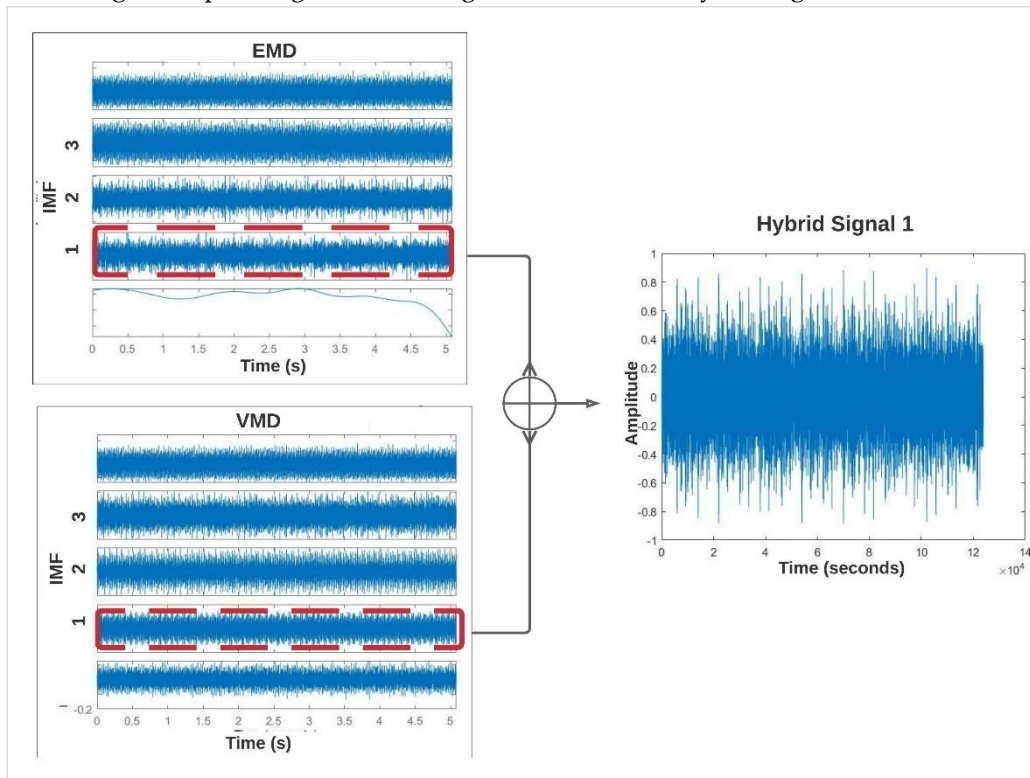 EMD
3
2
IMF
1
0 0.5 1 1.5 2 2.5 3 3.5 4 4.5 5
Time (s)
VMD
3
2
IMF
1
-0.2
0 0.5 1 1.5 2 2.5 3 3.5 4 4.5 5
Time (s)
Hybrid Signal 1
1
0.8
0.6
0.4
0.2
0
-0.2
-0.4
-0.6
-0.8
-1
Amplitude
0 2 4 6 8 10 12 14
Time (seconds)
×10⁴